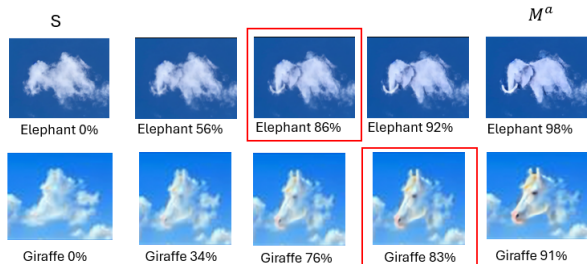 S
M^a
Elephant 0%
Elephant 56%
Elephant 86%
Elephant 92%
Elephant 98%
Giraffe 0%
Giraffe 34%
Giraffe 76%
Giraffe 83%
Giraffe 91%